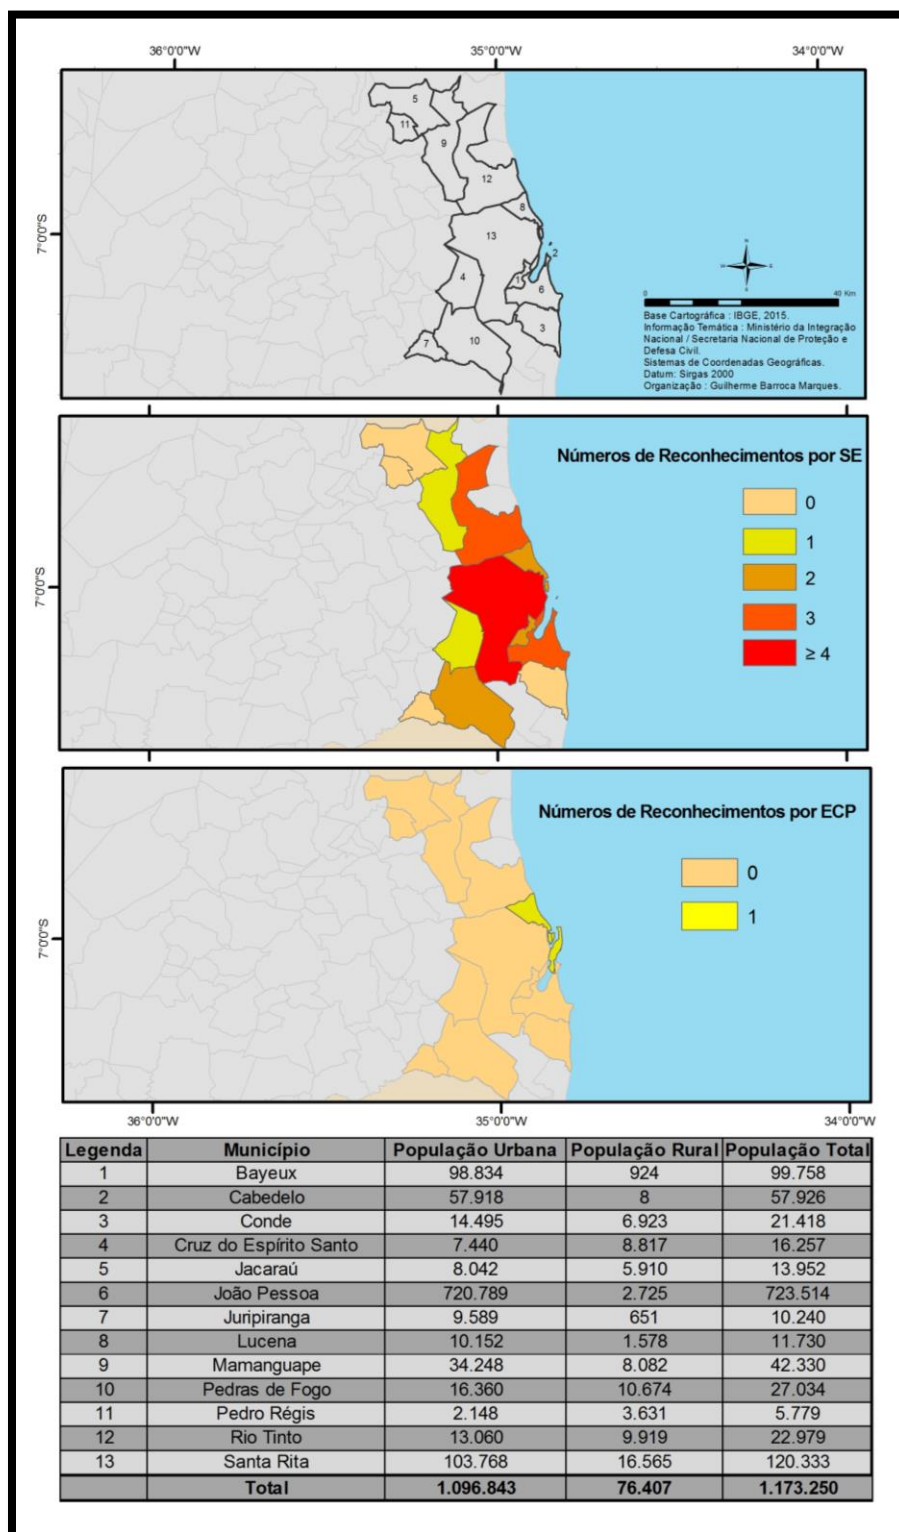 36°0'0"W 35°0'0"W 34°0'0"W
7°0'0"S
5
11
9
12
8
13
2
4
1
6
3
7
10
N
0 40 Km
Base Cartográfica : IBGE, 2015.
Informação Temática : Ministério da Integração
Nacional / Secretaria Nacional de Proteção e
Defesa Civil.
Sistemas de Coordenadas Geográficas.
Datum: Sirgas 2000
Organização : Guilherme Barroca Marques.
Números de Reconhecimentos por SE
0
1
2
3
≥ 4
7°0'0"S
Números de Reconhecimentos por ECP
0
1
7°0'0"S
36°0'0"W 35°0'0"W 34°0'0"W
Legenda Município População Urbana População Rural População Total
1 Bayeux 98.834 924 99.758
2 Cabedelo 57.918 8 57.926
3 Conde 14.495 6.923 21.418
4 Cruz do Espírito Santo 7.440 8.817 16.257
5 Jacaraú 8.042 5.910 13.952
6 João Pessoa 720.789 2.725 723.514
7 Juripiranga 9.589 651 10.240
8 Lucena 10.152 1.578 11.730
9 Mamanguape 34.248 8.082 42.330
10 Pedras de Fogo 16.360 10.674 27.034
11 Pedro Régis 2.148 3.631 5.779
12 Rio Tinto 13.060 9.919 22.979
13 Santa Rita 103.768 16.565 120.333
Total 1.096.843 76.407 1.173.250